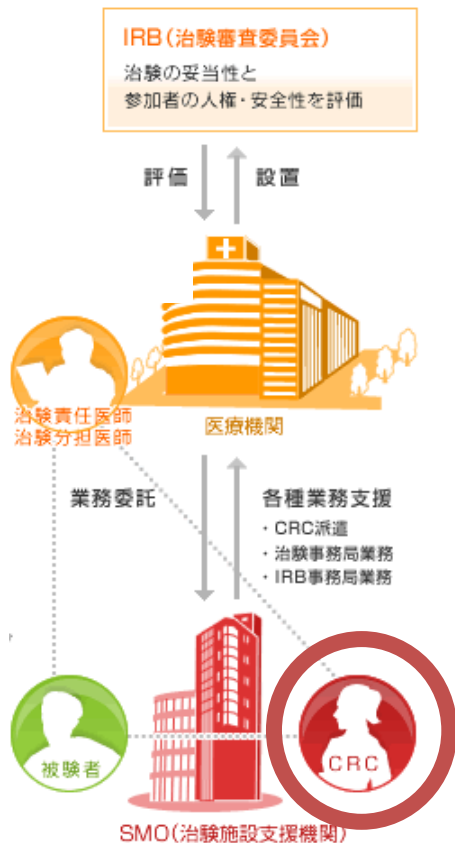 IRB(治験審査委員会)
治験の妥当性と
参加者の人権・安全性を評価
評価
設置
治験責任医師
治験分担医師
医療機関
業務委託
各種業務支援
・CRC派遣
・治験事務局業務
・IRB事務局業務
被験者
CRC
SMO(治験施設支援機関)